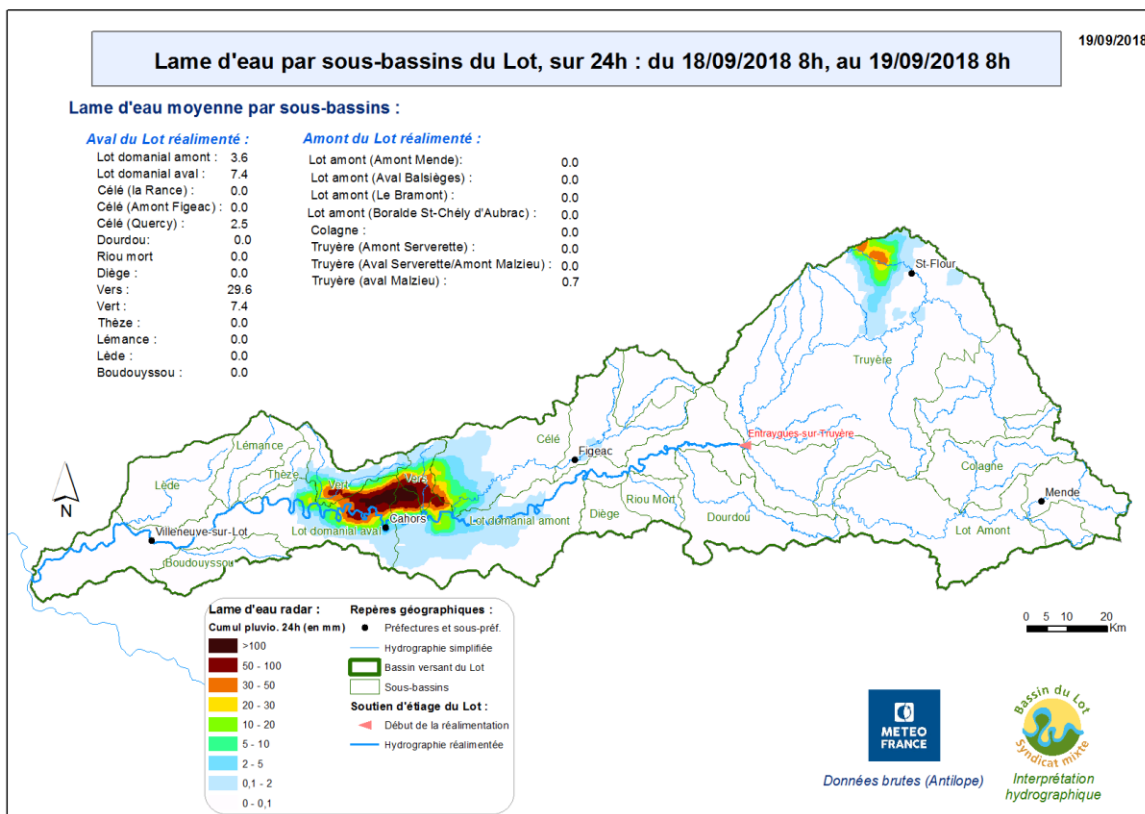 19/09/2018
Lame d'eau par sous-bassins du Lot, sur 24h : du 18/09/2018 8h, au 19/09/2018 8h
Lame d'eau moyenne par sous-bassins :
Aval du Lot réalimenté :
Lot domanial amont : 3.6
Lot domanial aval : 7.4
Célé (la Rance) : 0.0
Célé (Amont Figeac) : 0.0
Célé (Quercy) : 2.5
Dourdou: 0.0
Riou mort 0.0
Diège : 0.0
Vers : 29.6
Vert : 7.4
Thèze : 0.0
Lémance : 0.0
Lède : 0.0
Boudouyssou : 0.0
Amont du Lot réalimenté :
Lot amont (Amont Mende): 0.0
Lot amont (Aval Balsièges) : 0.0
Lot amont (Le Bramont) : 0.0
Lot amont (Boralde St-Chély d'Aubrac) : 0.0
Colagne : 0.0
Truyère (Amont Serverette) : 0.0
Truyère (Aval Serverette/Amont Malzieu) : 0.0
Truyère (aval Malzieu) : 0.7
St-Flour
Truyère
Entraygues-sur-Truyère
Célé
Figeac
Lémance
Thèze
Lède
Vert
Vers
Colagne
Mende
Riou Mort
Diège
Dourdou
Lot Amont
Lot domanial amont
Cahors
Lot domanial aval
Villeneuve-sur-Lot
Boudouyssou
N
Lame d'eau radar :
Cumul pluvio. 24h (en mm)
>100
50 - 100
30 - 50
20 - 30
10 - 20
5 - 10
2 - 5
0,1 - 2
0 - 0,1
Repères géographiques :
Préfectures et sous-préf.
Hydrographie simplifiée
Bassin versant du Lot
Sous-bassins
Soutien d'étiage du Lot :
Début de la réalimentation
Hydrographie réalimentée
0 5 10 20
Km
METEO
FRANCE
Données brutes (Antilope)
Bassin du Lot
Syndicat mixte
Interprétation
hydrographique